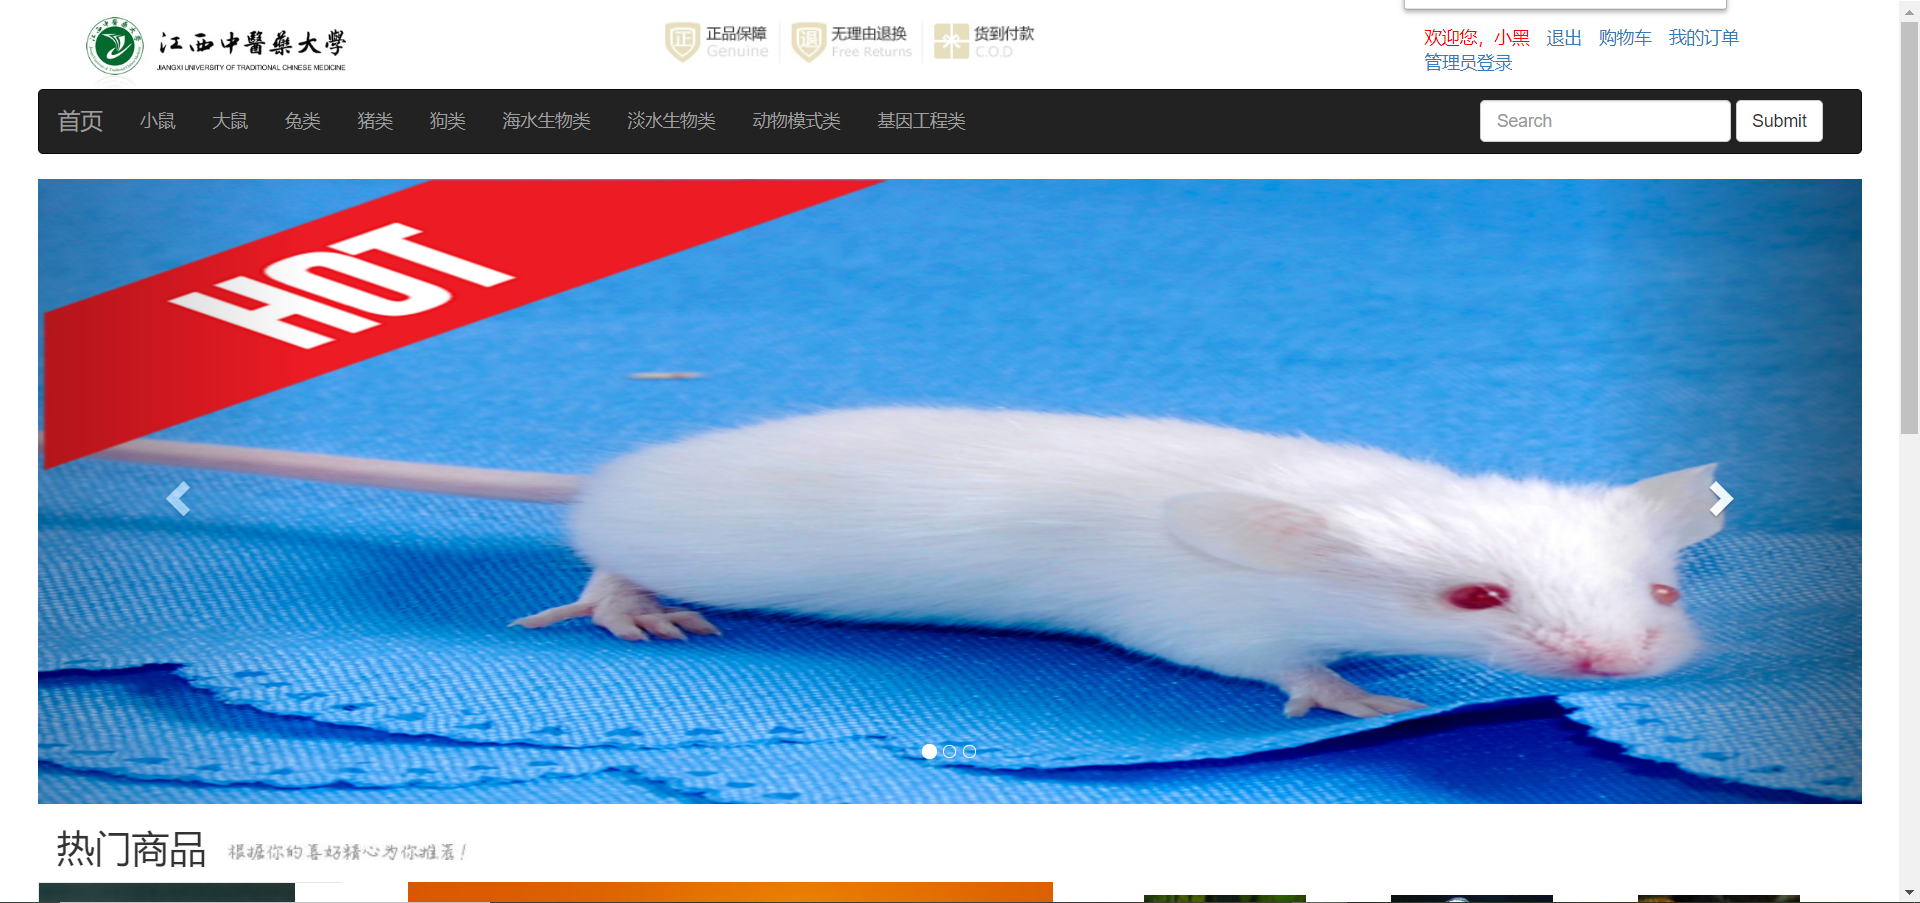 江西中醫藥大學
JIANGXI UNIVERSITY OF TRADITIONAL CHINESE MEDICINE
正品保障
Genuine
无理由退换
Free Returns
货到付款
C.O.D
欢迎您，小黑 退出 购物车 我的订单
管理员登录
首页 小鼠 大鼠 兔类 猪类 狗类 海水生物类 淡水生物类 动物模式类 基因工程类 Search Submit
HOT
热门商品 根据你的喜好精心为你推荐！